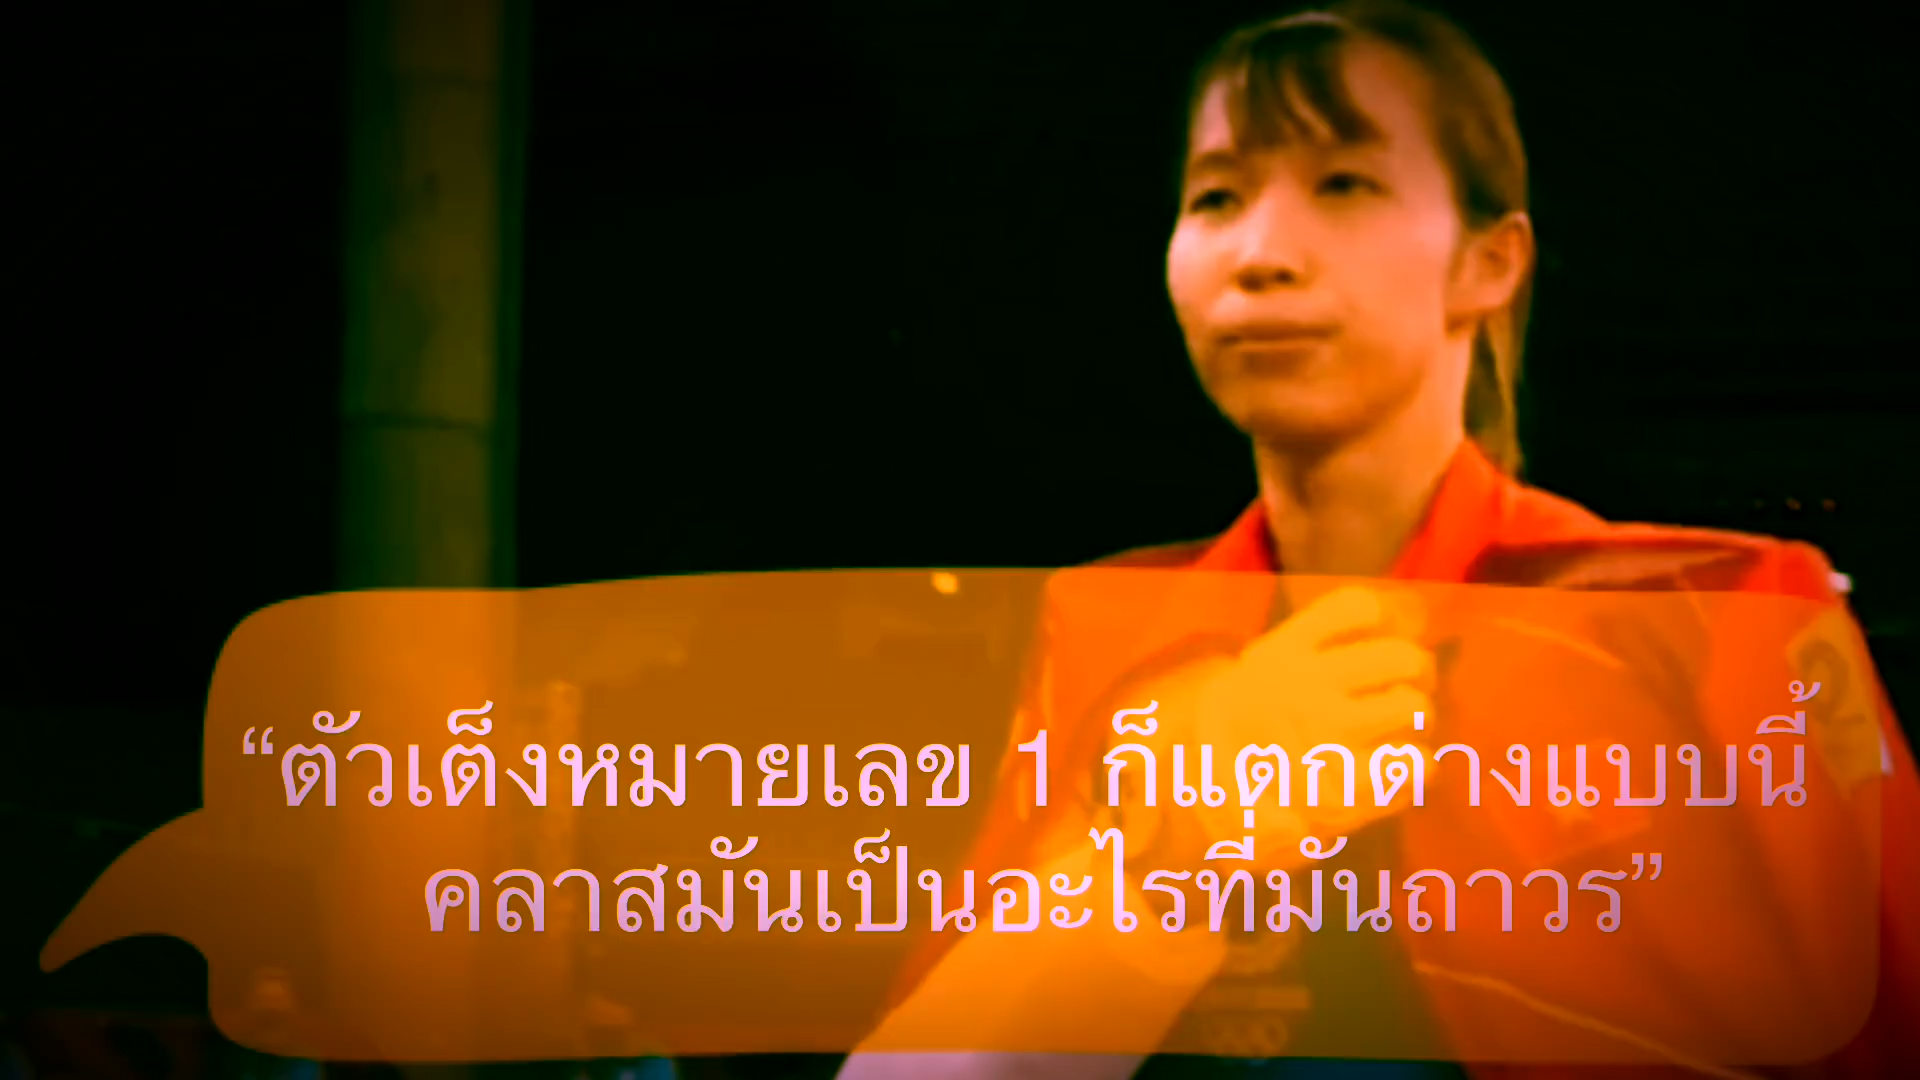 “ตัวเต็งหมายเลข 1 ก็แตกต่างแบบนี้
คลาสมันเป็นอะไรที่มันถาวร”